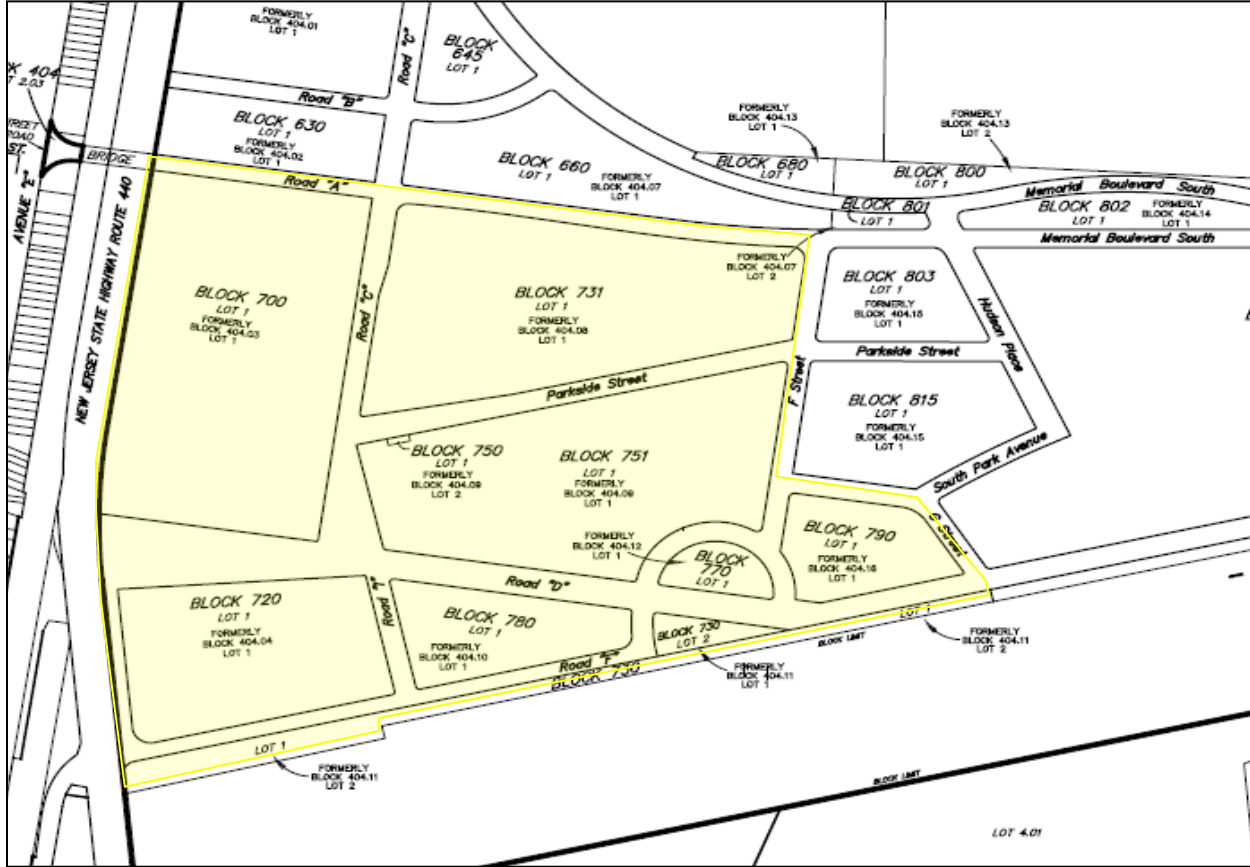 FORMERLY
BLOCK 404.01
LOT 1
Road "C"
BLOCK
645
LOT 1
K 404
T 2.03
Road "B"
BLOCK 630
LOT 1
FORMERLY
BLOCK 404.02
LOT 1
STREET
ROAD
ST.
BRIDGE
AVENUE "E"
NEW JERSEY STATE HIGHWAY ROUTE 440
Road "A"
BLOCK 660
LOT 1
FORMERLY
BLOCK 404.07
LOT 1
FORMERLY
BLOCK 404.13
LOT 1
FORMERLY
BLOCK 404.13
LOT 2
BLOCK 680
LOT 1
BLOCK 800
LOT 1
Memorial Boulevard South
BLOCK 801
LOT 1
BLOCK 802
LOT 1
FORMERLY
BLOCK 404.14
LOT 1
Memorial Boulevard South
FORMERLY
BLOCK 404.07
LOT 2
BLOCK 700
LOT 1
FORMERLY
BLOCK 404.03
LOT 1
Road "C"
BLOCK 731
LOT 1
FORMERLY
BLOCK 404.08
LOT 1
BLOCK 803
LOT 1
FORMERLY
BLOCK 404.15
LOT 1
Hudson Place
Parkside Street
Parkside Street
F Street
BLOCK 815
LOT 1
FORMERLY
BLOCK 404.15
LOT 1
BLOCK 750
LOT 1
FORMERLY
BLOCK 404.09
LOT 2
BLOCK 751
LOT 1
FORMERLY
BLOCK 404.09
LOT 1
South Park Avenue
Street
FORMERLY
BLOCK 404.12
LOT 1
BLOCK
770
LOT 1
BLOCK 790
LOT 1
FORMERLY
BLOCK 404.16
LOT 1
Road "D"
BLOCK 720
LOT 1
FORMERLY
BLOCK 404.04
LOT 1
Road
BLOCK 780
LOT 1
FORMERLY
BLOCK 404.10
LOT 1
BLOCK 730
LOT 2
LOT 1
BLOCK LIMIT
FORMERLY
BLOCK 404.11
LOT 2
Road "F"
BLOCK 730
FORMERLY
BLOCK 404.11
LOT 1
LOT 1
FORMERLY
BLOCK 404.11
LOT 2
BLOCK LIMIT
LOT 4.01